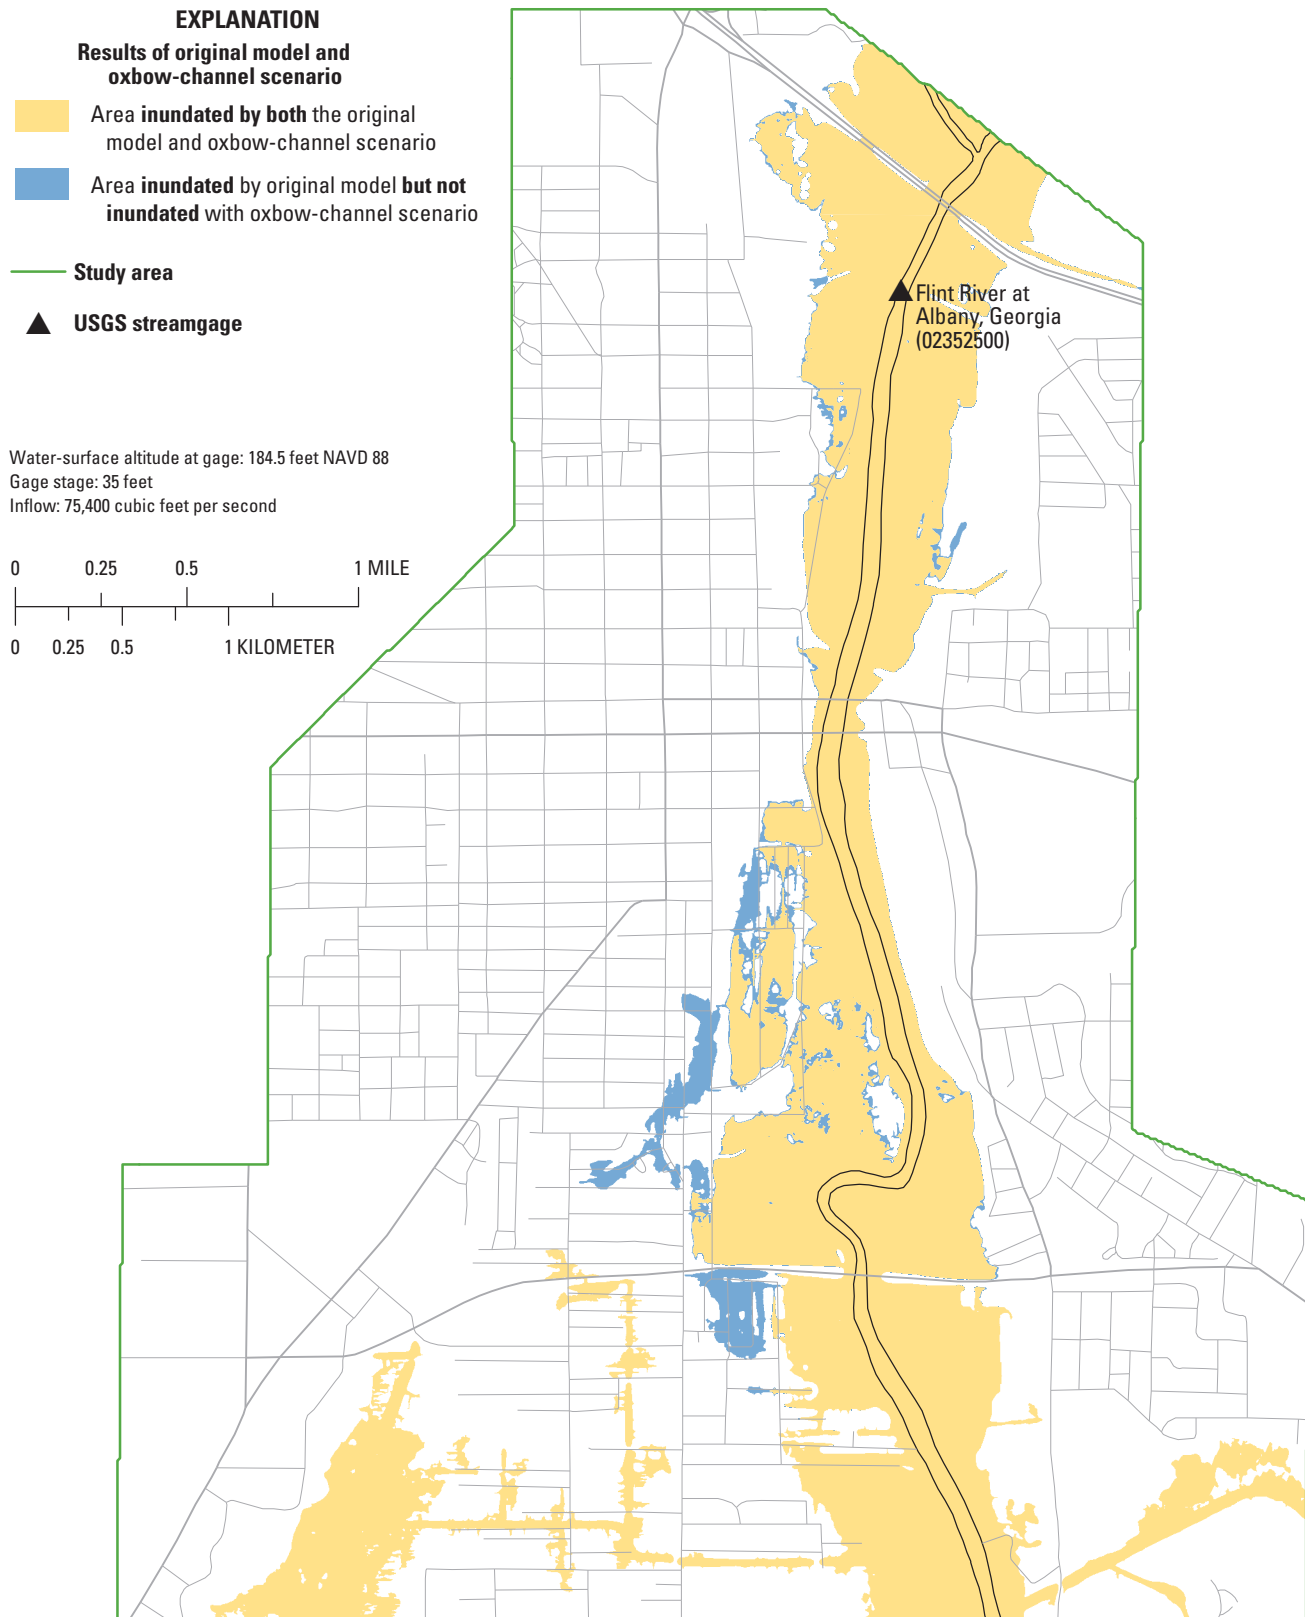 EXPLANATION
Results of original model and
oxbow-channel scenario
Area inundated by both the original
model and oxbow-channel scenario
Area inundated by original model but not
inundated with oxbow-channel scenario
Study area
USGS streamgage
Water-surface altitude at gage: 184.5 feet NAVD 88
Gage stage: 35 feet
Inflow: 75,400 cubic feet per second
0 0.25 0.5 1 MILE
0 0.25 0.5 1 KILOMETER
Flint River at
Albany, Georgia
(02352500)